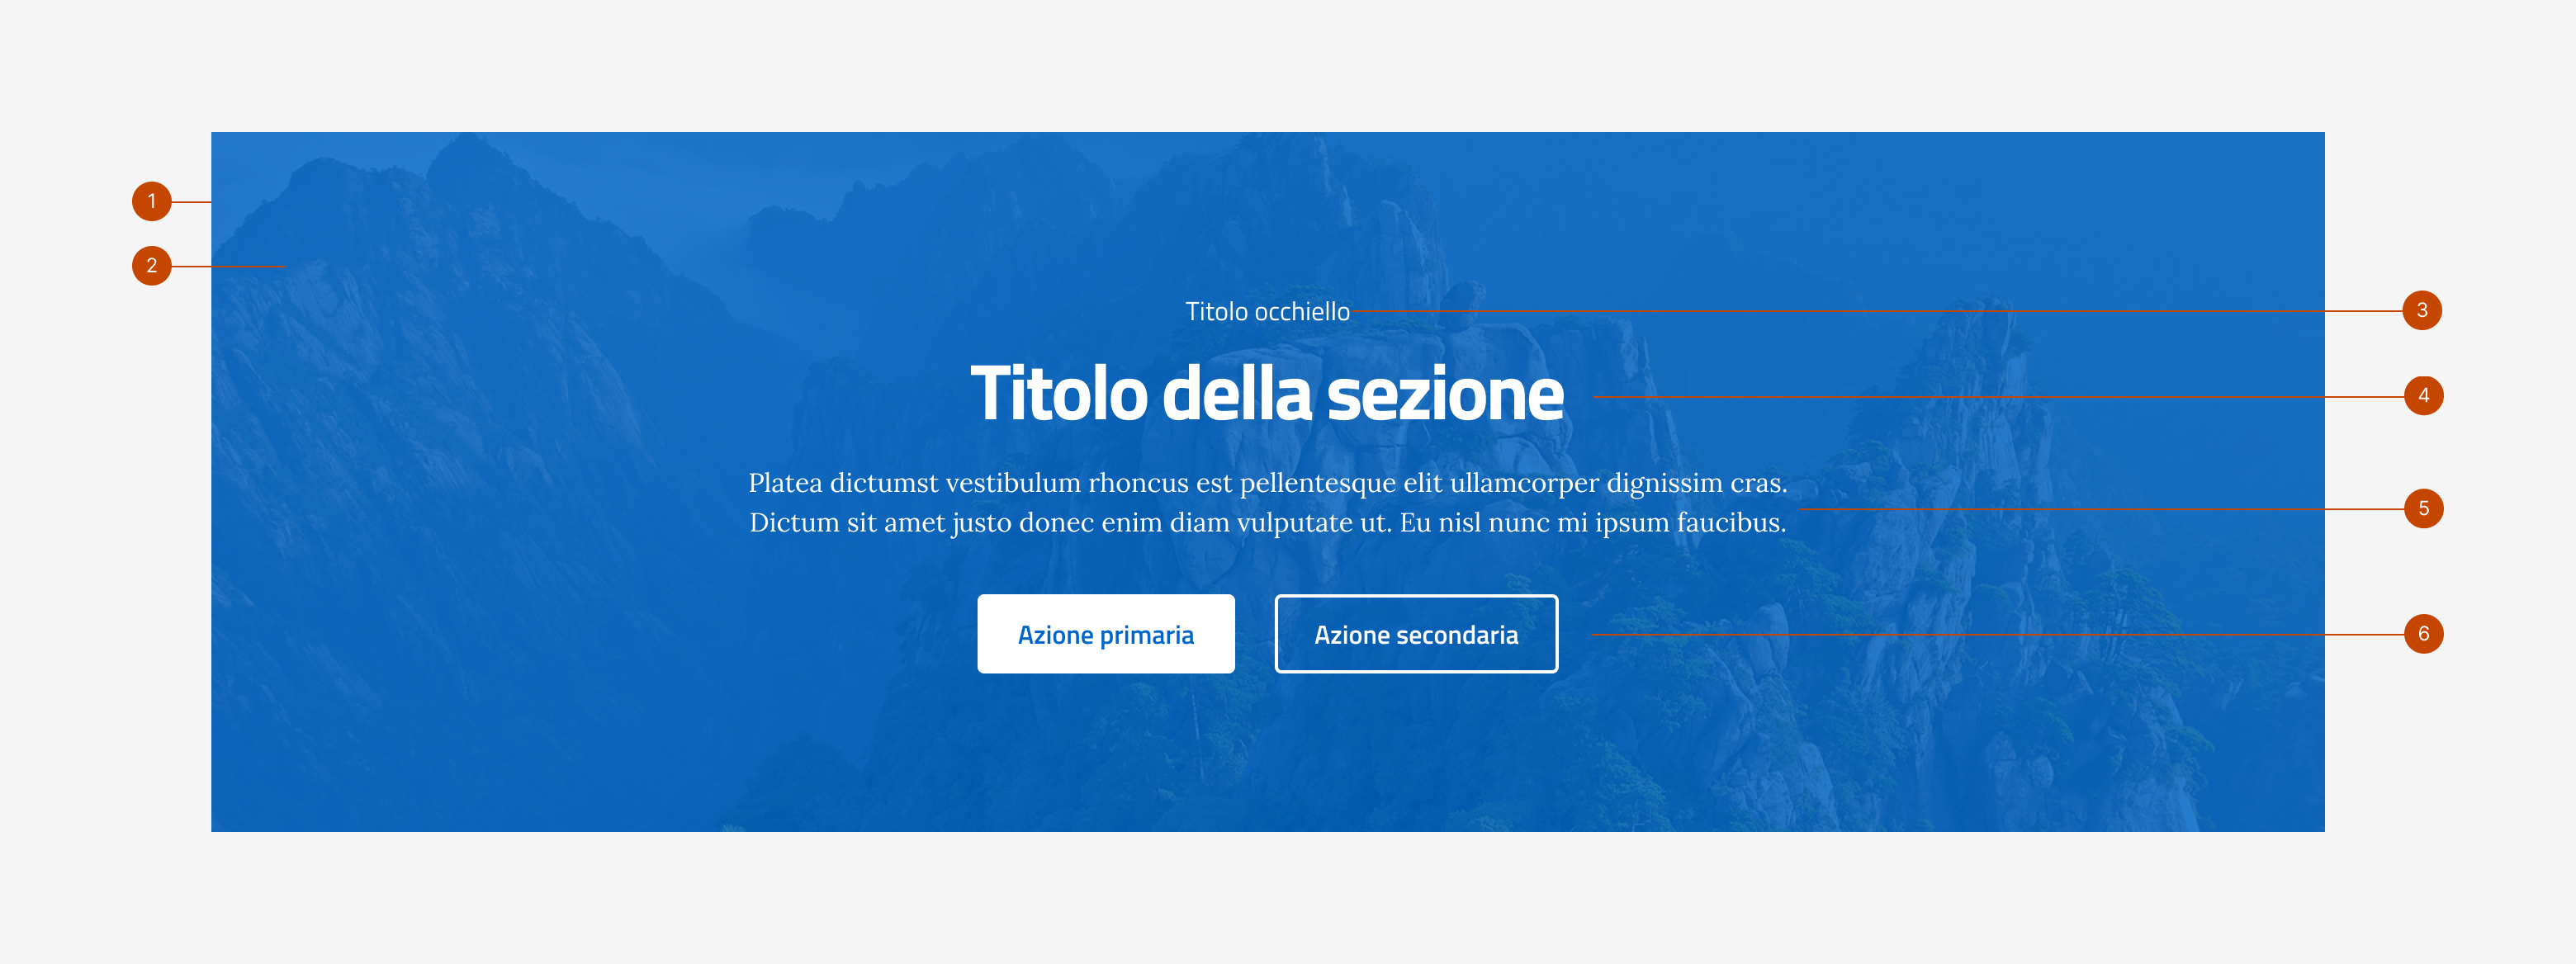 1
2
Titolo occhiello
3
Titolo della sezione
4
Platea dictumst vestibulum rhoncus est pellentesque elit ullamcorper dignissim cras.
Dictum sit amet justo donec enim diam vulputate ut. Eu nisl nunc mi ipsum faucibus.
5
Azione primaria
Azione secondaria
6